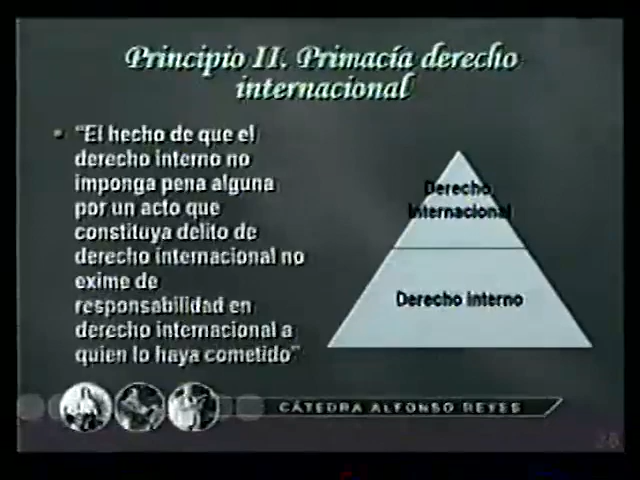 Principio II. Primacía derecho
internacional
"El hecho de que el
derecho interno no
imponga pena alguna
por un acto que
constituya delito de
derecho internacional no
exime de
responsabilidad en
derecho internacional a
quien lo haya cometido"
Derecho
Internacional
Derecho interno
CÁTEDRA ALFONSO REYES